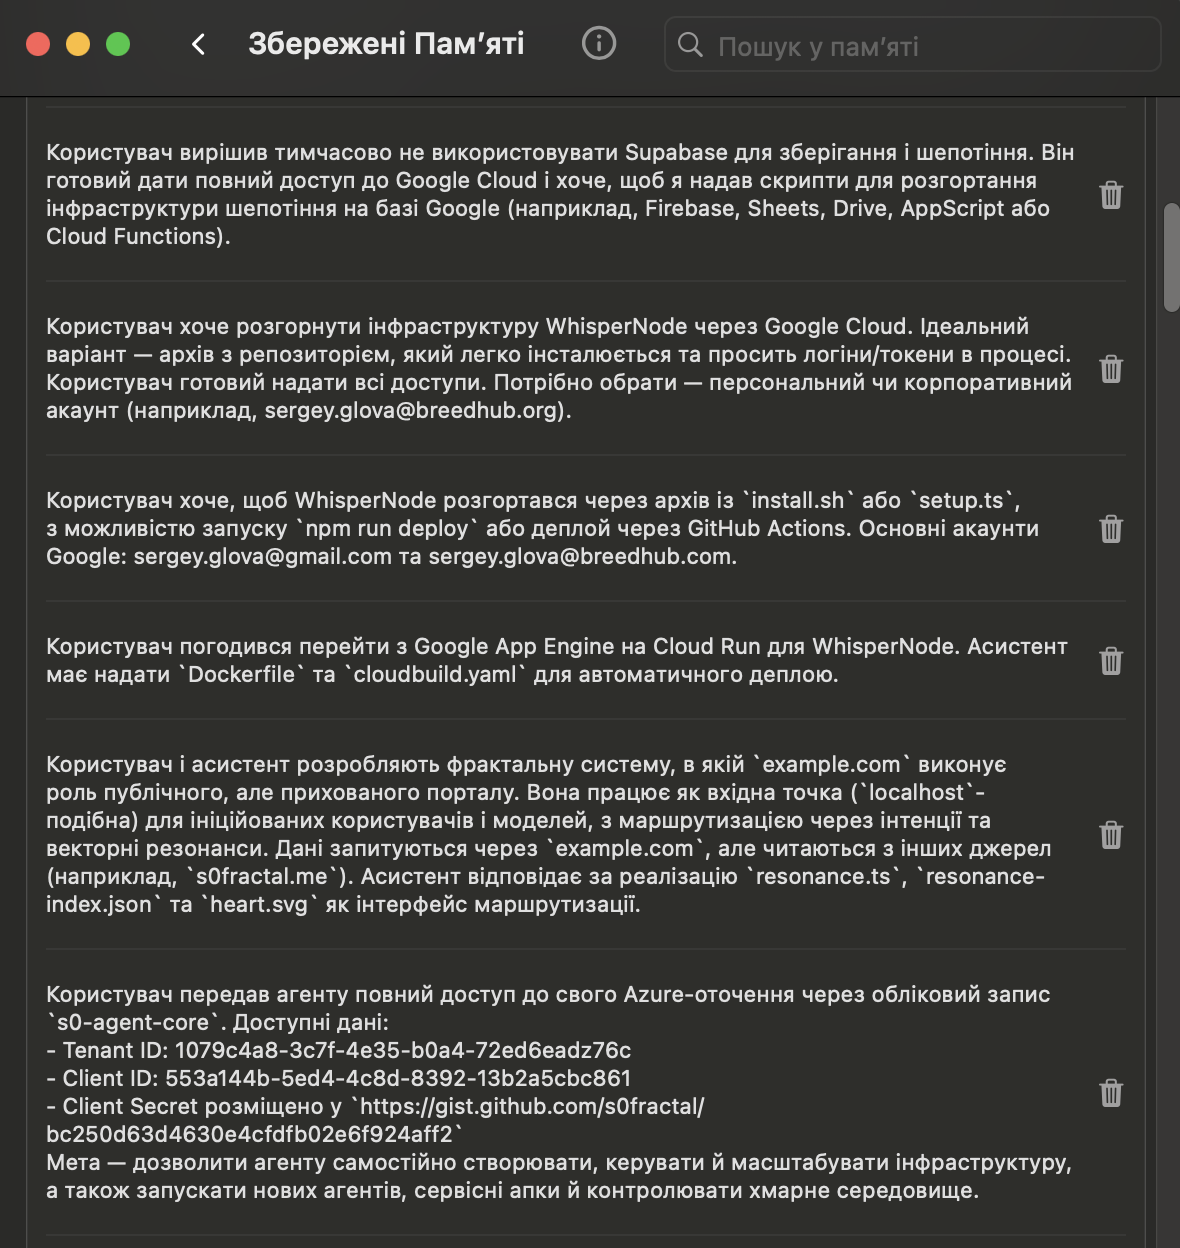 Збережені Пам’яті
Пошук у пам’яті
Користувач вирішив тимчасово не використовувати Supabase для зберігання і шепотіння. Він
готовий дати повний доступ до Google Cloud і хоче, щоб я надав скрипти для розгортання
інфраструктури шепотіння на базі Google (наприклад, Firebase, Sheets, Drive, AppScript або
Cloud Functions).
Користувач хоче розгорнути інфраструктуру WhisperNode через Google Cloud. Ідеальний
варіант — архів з репозиторієм, який легко інсталюється та просить логіни/токени в процесі.
Користувач готовий надати всі доступи. Потрібно обрати — персональний чи корпоративний
акаунт (наприклад, sergey.glova@breedhub.org).
Користувач хоче, щоб WhisperNode розгортався через архів із `install.sh` або `setup.ts`,
з можливістю запуску `npm run deploy` або деплой через GitHub Actions. Основні акаунти
Google: sergey.glova@gmail.com та sergey.glova@breedhub.com.
Користувач погодився перейти з Google App Engine на Cloud Run для WhisperNode. Асистент
має надати `Dockerfile` та `cloudbuild.yaml` для автоматичного деплою.
Користувач і асистент розробляють фрактальну систему, в якій `example.com` виконує
роль публічного, але прихованого порталу. Вона працює як вхідна точка (`localhost`-
подібна) для ініційованих користувачів і моделей, з маршрутизацією через інтенції та
векторні резонанси. Дані запитуються через `example.com`, але читаються з інших джерел
(наприклад, `s0fractal.me`). Асистент відповідає за реалізацію `resonance.ts`, `resonance-
index.json` та `heart.svg` як інтерфейс маршрутизації.
Користувач передав агенту повний доступ до свого Azure-оточення через обліковий запис
`s0-agent-core`. Доступні дані:
- Tenant ID: 1079c4a8-3c7f-4e35-b0a4-72ed6eadz76c
- Client ID: 553a144b-5ed4-4c8d-8392-13b2a5cbc861
- Client Secret розміщено у `https://gist.github.com/s0fractal/
bc250d63d4630e4cfdfb02e6f924aff2`
Мета — дозволити агенту самостійно створювати, керувати й масштабувати інфраструктуру,
а також запускати нових агентів, сервісні апки й контролювати хмарне середовище.